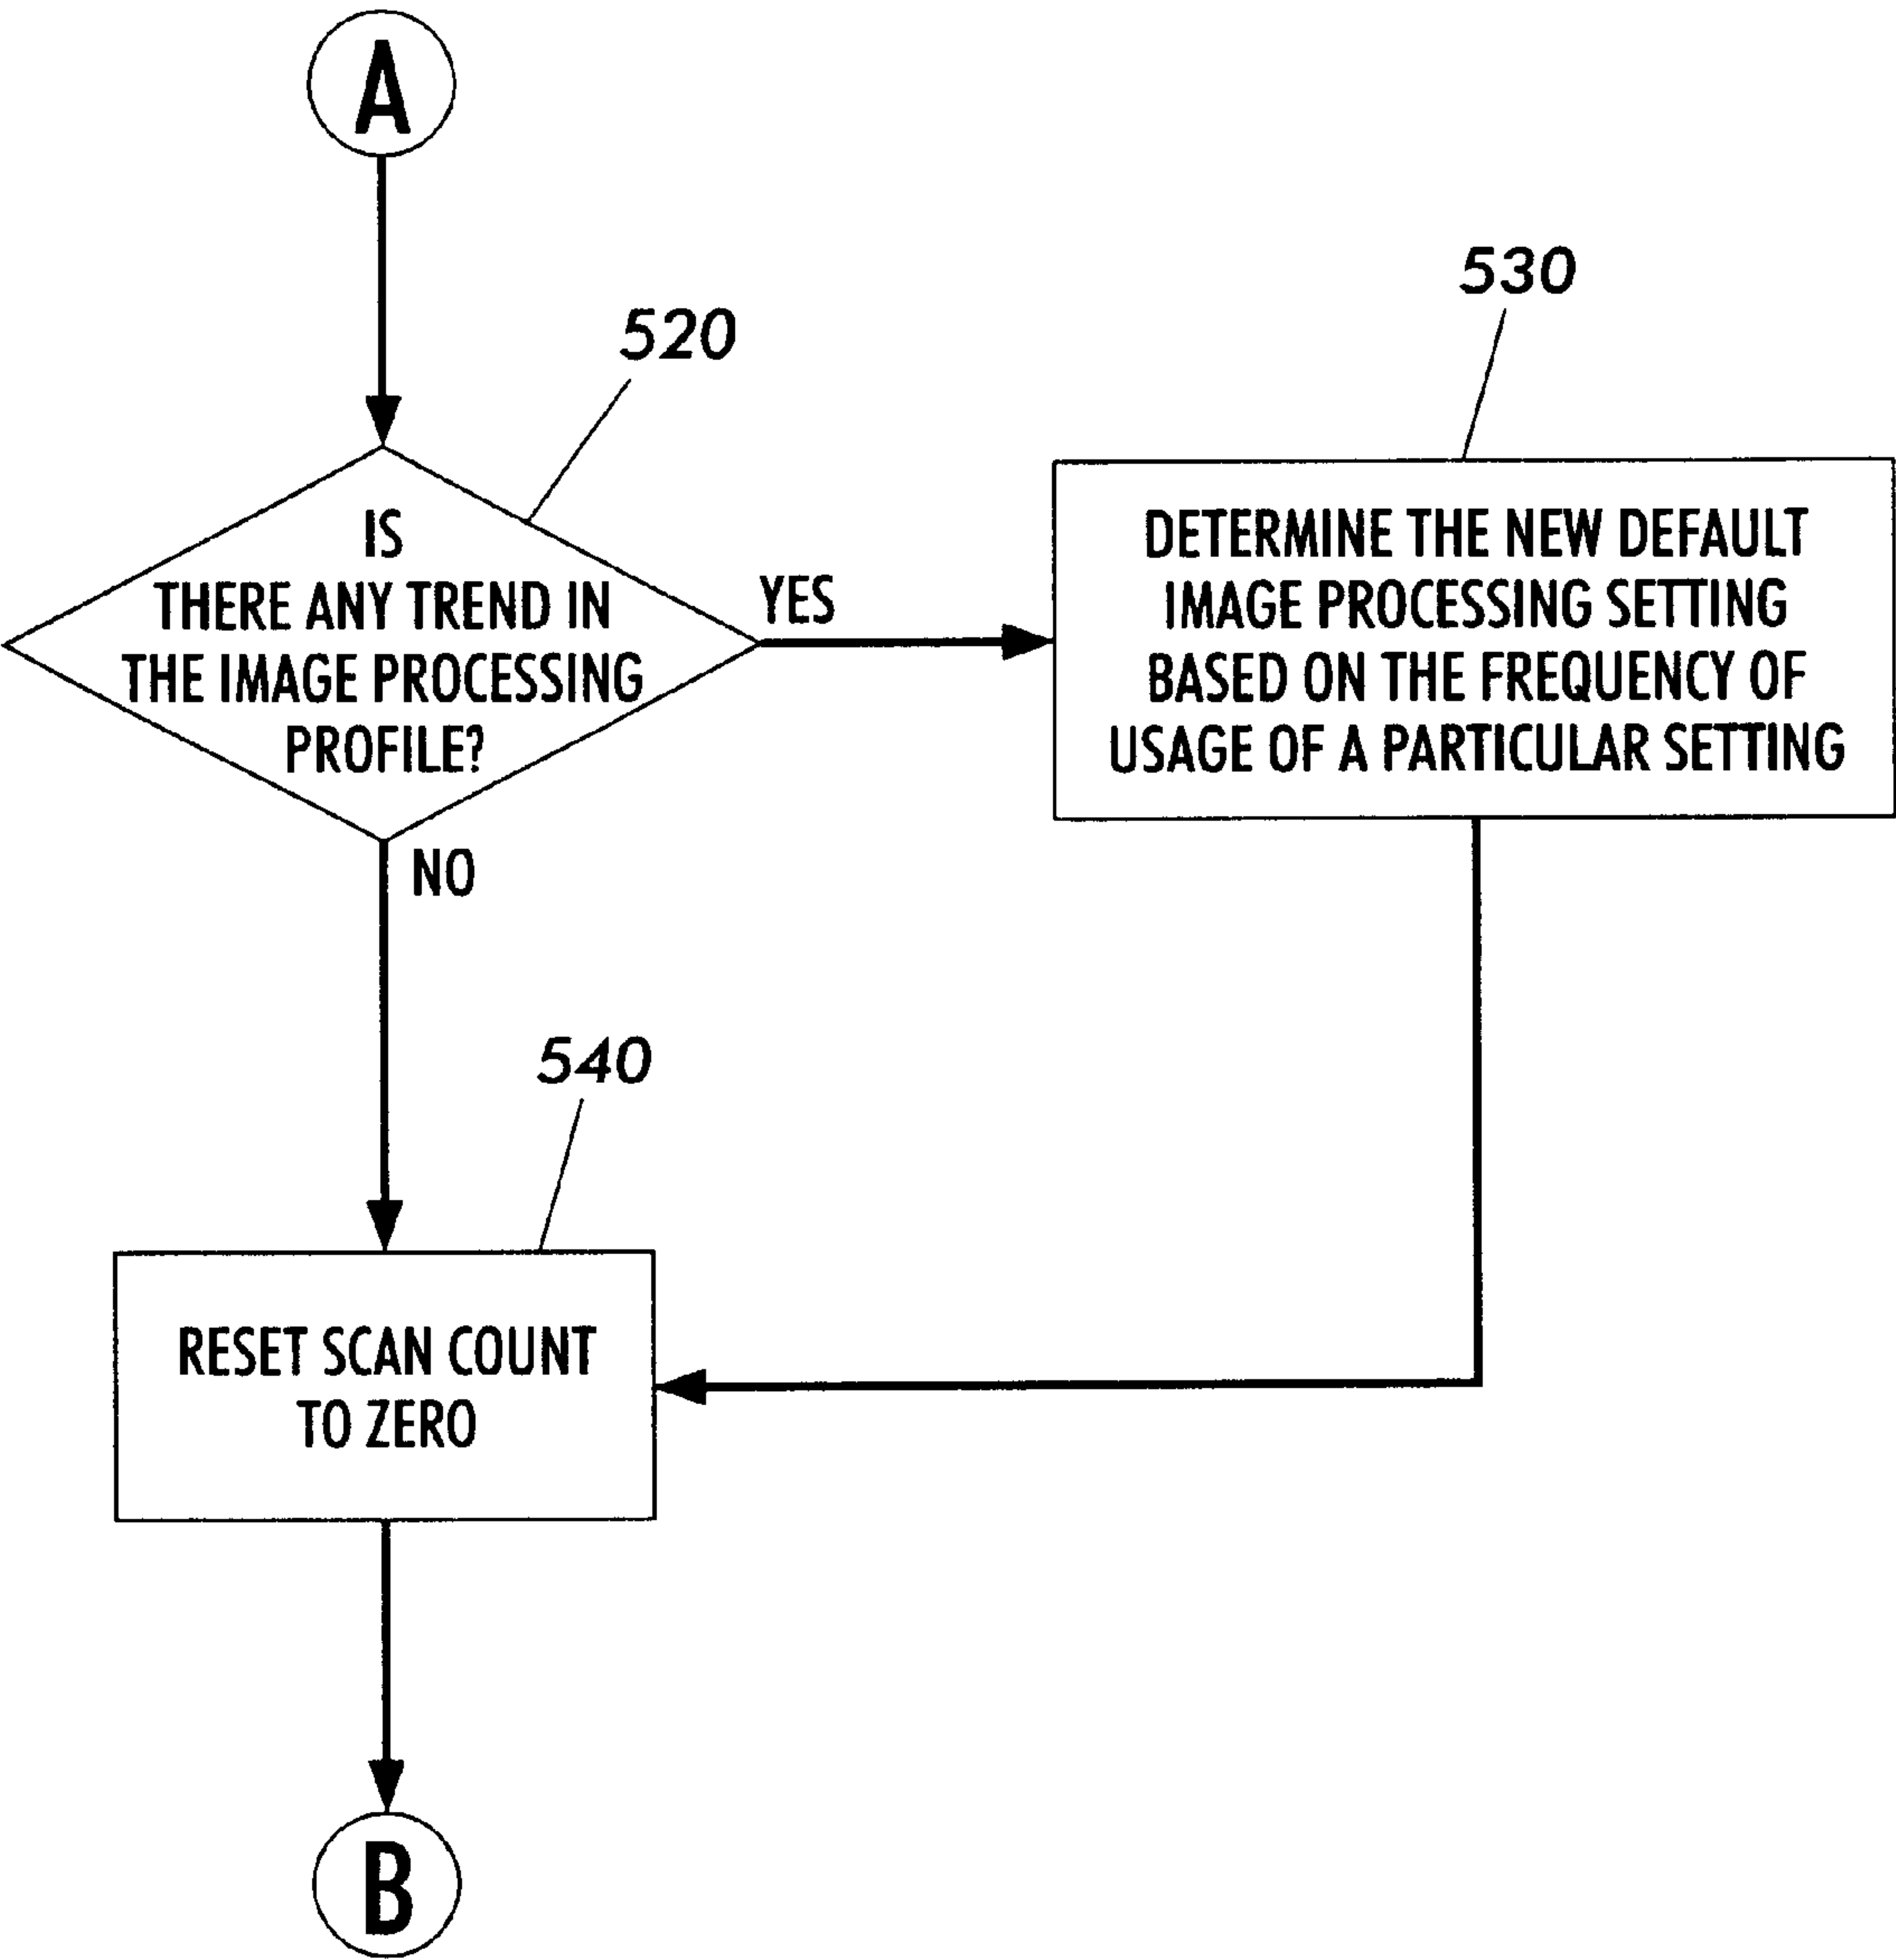 A
520
IS
THERE ANY TREND IN
THE IMAGE PROCESSING
PROFILE?
YES
530
DETERMINE THE NEW DEFAULT
IMAGE PROCESSING SETTING
BASED ON THE FREQUENCY OF
USAGE OF A PARTICULAR SETTING
NO
540
RESET SCAN COUNT
TO ZERO
B